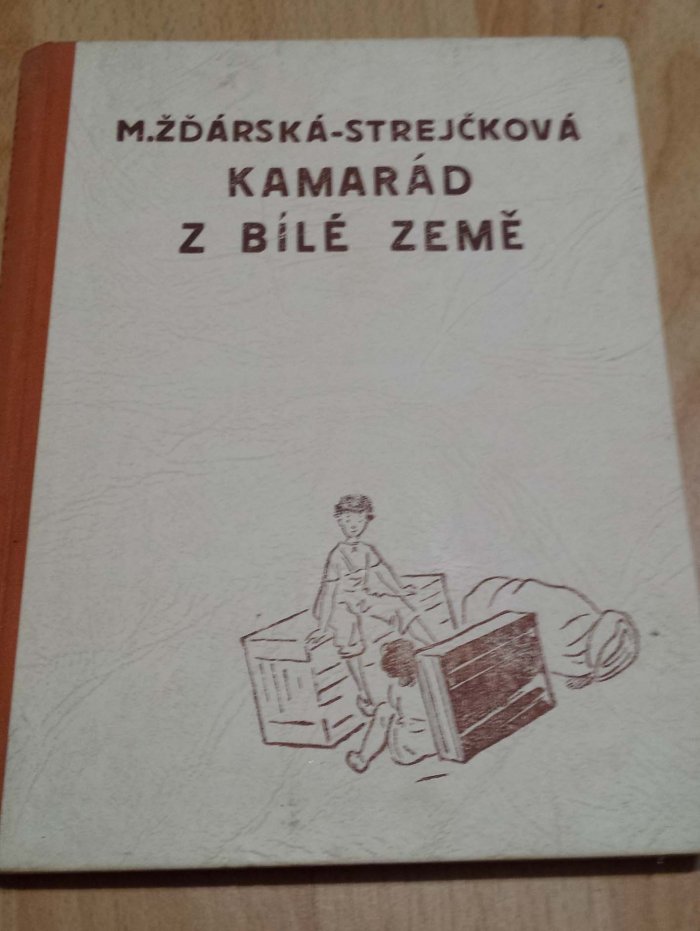 M.ŽĎÁRSKÁ-STREJČKOVÁ
KAMARÁD
Z BÍLÉ ZEMĚ